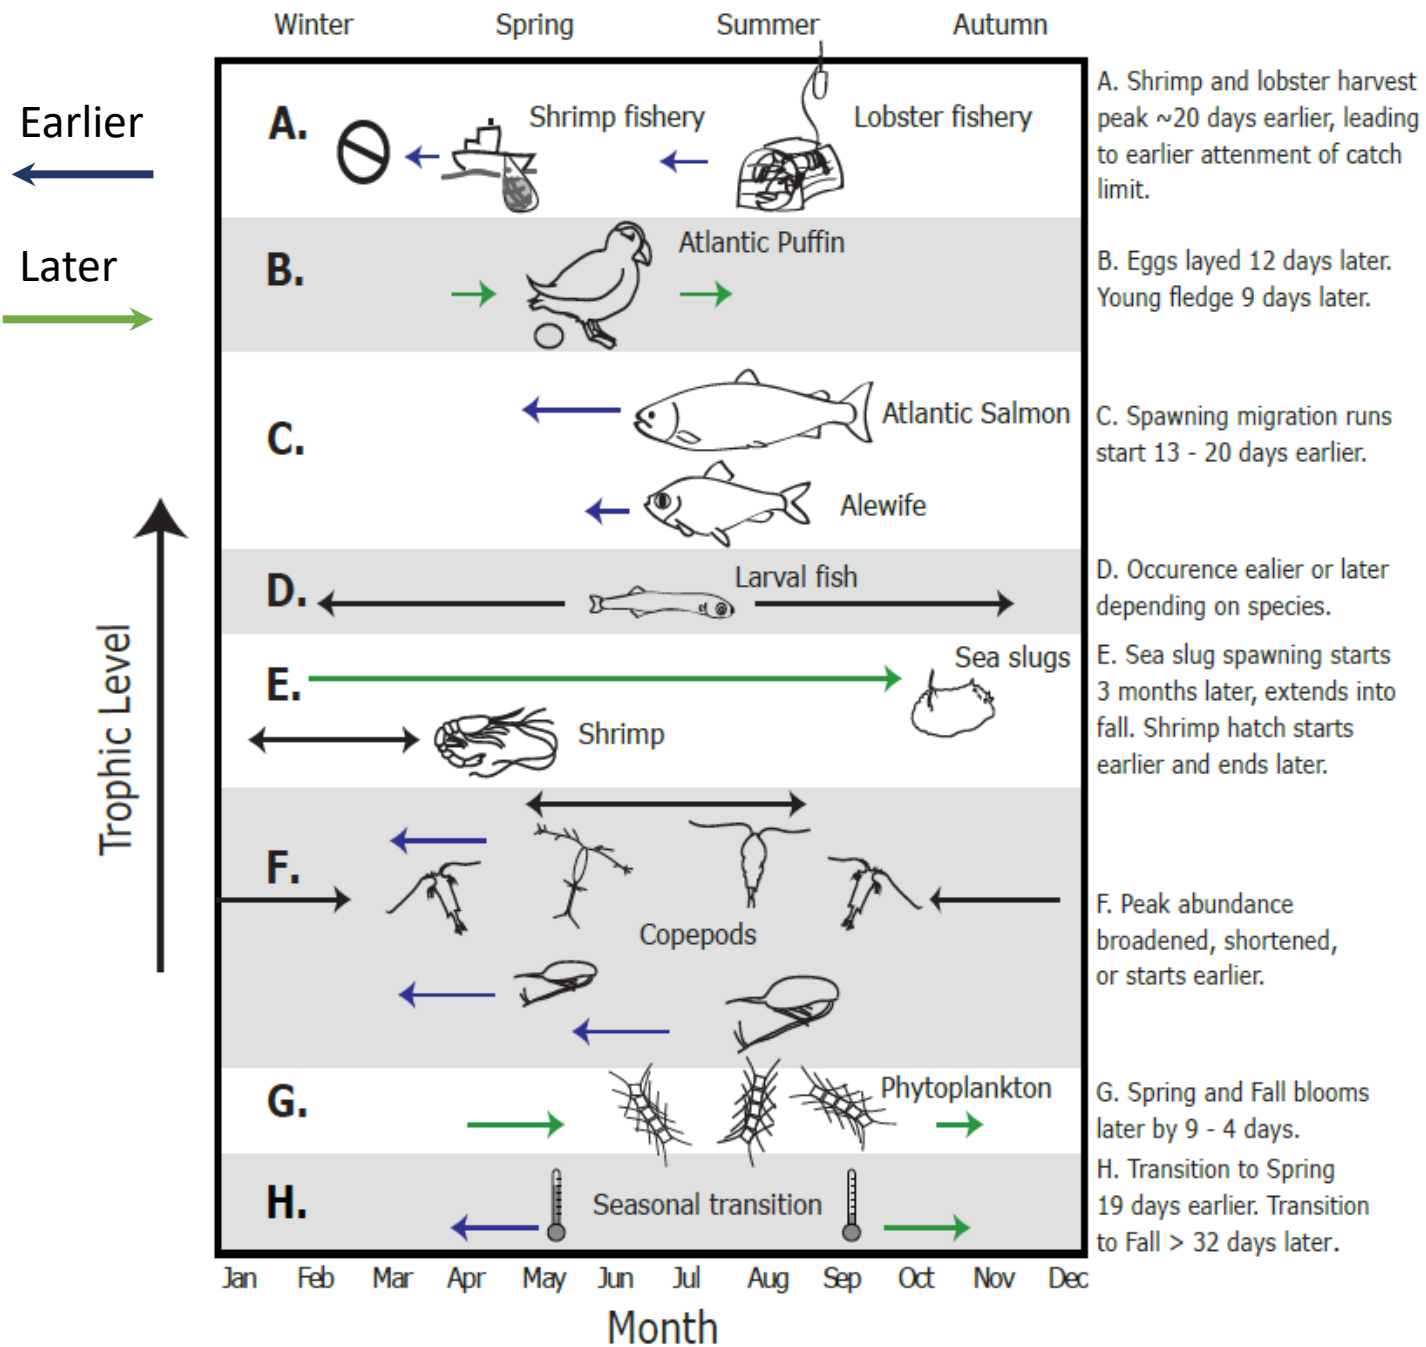 Winter Spring Summer Autumn
Earlier
Later
A.
Shrimp fishery
Lobster fishery
A. Shrimp and lobster harvest
peak ~20 days earlier, leading
to earlier attenment of catch
limit.
B.
Atlantic Puffin
B. Eggs layed 12 days later.
Young fledge 9 days later.
C.
Atlantic Salmon
Alewife
C. Spawning migration runs
start 13 - 20 days earlier.
D.
Larval fish
D. Occurence ealier or later
depending on species.
E.
Sea slugs
Shrimp
E. Sea slug spawning starts
3 months later, extends into
fall. Shrimp hatch starts
earlier and ends later.
Trophic Level
F.
Copepods
F. Peak abundance
broadened, shortened,
or starts earlier.
G.
Phytoplankton
G. Spring and Fall blooms
later by 9 - 4 days.
H.
Seasonal transition
H. Transition to Spring
19 days earlier. Transition
to Fall > 32 days later.
Jan Feb Mar Apr May Jun Jul Aug Sep Oct Nov Dec
Month